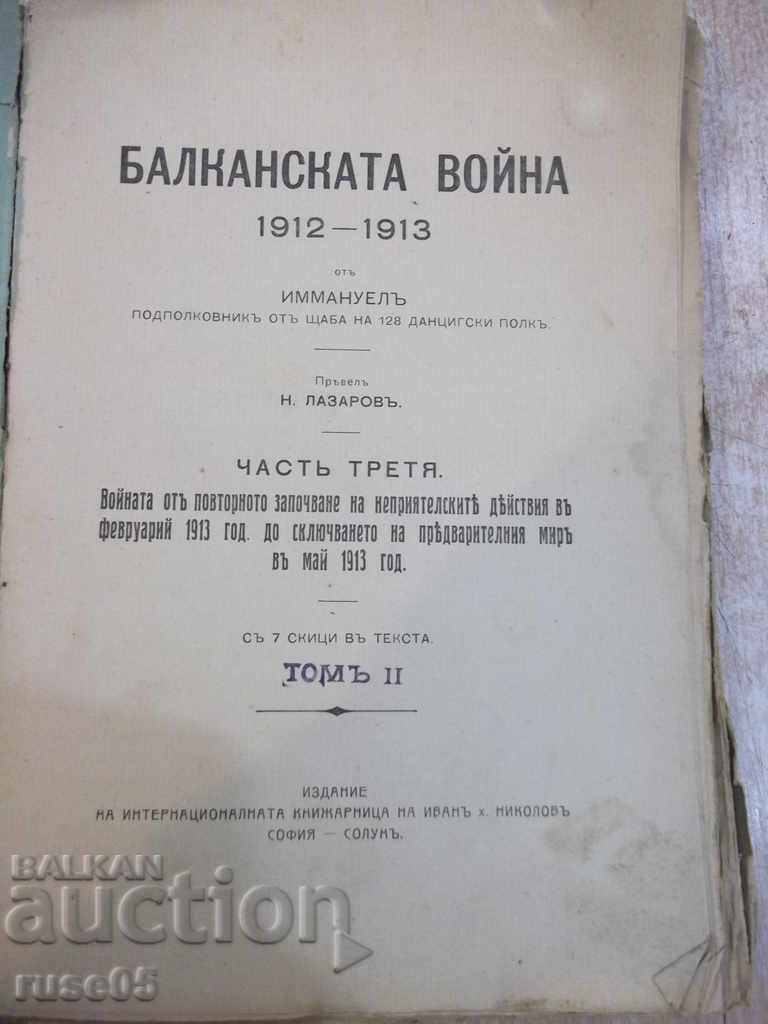 БАЛКАНСКАТА ВОЙНА
1912 — 1913
отъ
ИММАНУЕЛЪ
ПОДПОЛКОВНИКЪ ОТЪ ЩАБА НА 128 ДАНЦИГСКИ ПОЛКЪ.
Прѣвелъ
Н. ЛАЗАРОВЪ.
ЧАСТЬ ТРЕТЯ.
Войната отъ повторното започване на неприятелскитѣ дѣйствия въ
февруарий 1913 год. до сключването на прѣдварителния миръ
въ май 1913 год.
СЪ 7 СКИЦИ ВЪ ТЕКСТА.
ТОМЪ II
ИЗДАНИЕ
НА ИНТЕРНАЦИОНАЛНАТА КНИЖАРНИЦА НА ИВАНЪ х. НИКОЛОВЪ
СОФИЯ — СОЛУНЪ.
BALKAN
auction
ruse05